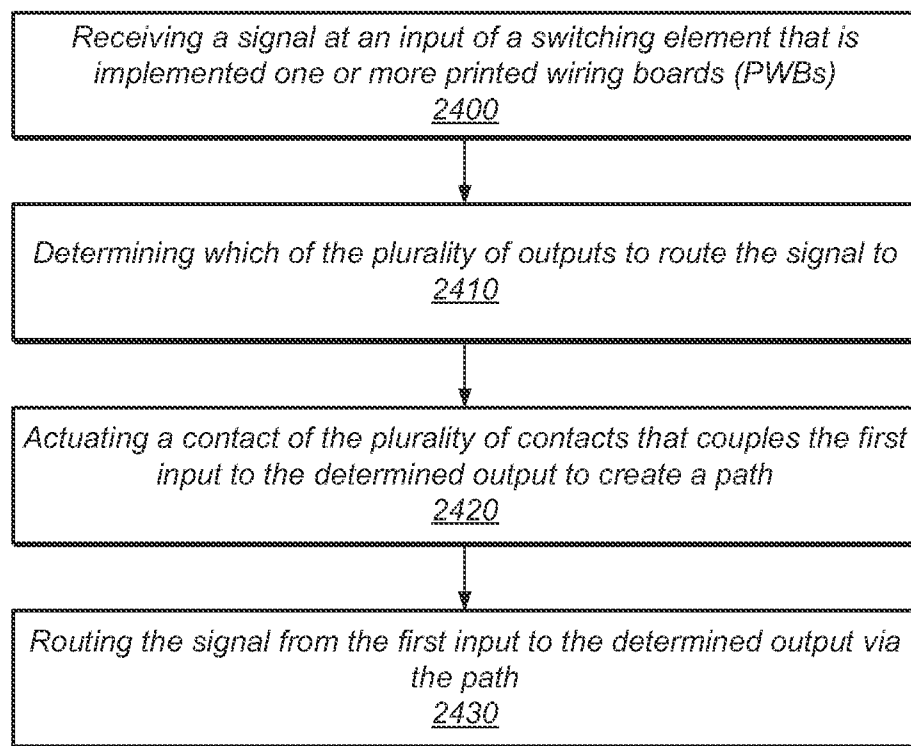 Receiving a signal at an input of a switching element that is
implemented one or more printed wiring boards (PWBs)
2400
Determining which of the plurality of outputs to route the signal to
2410
Actuating a contact of the plurality of contacts that couples the first
input to the determined output to create a path
2420
Routing the signal from the first input to the determined output via
the path
2430